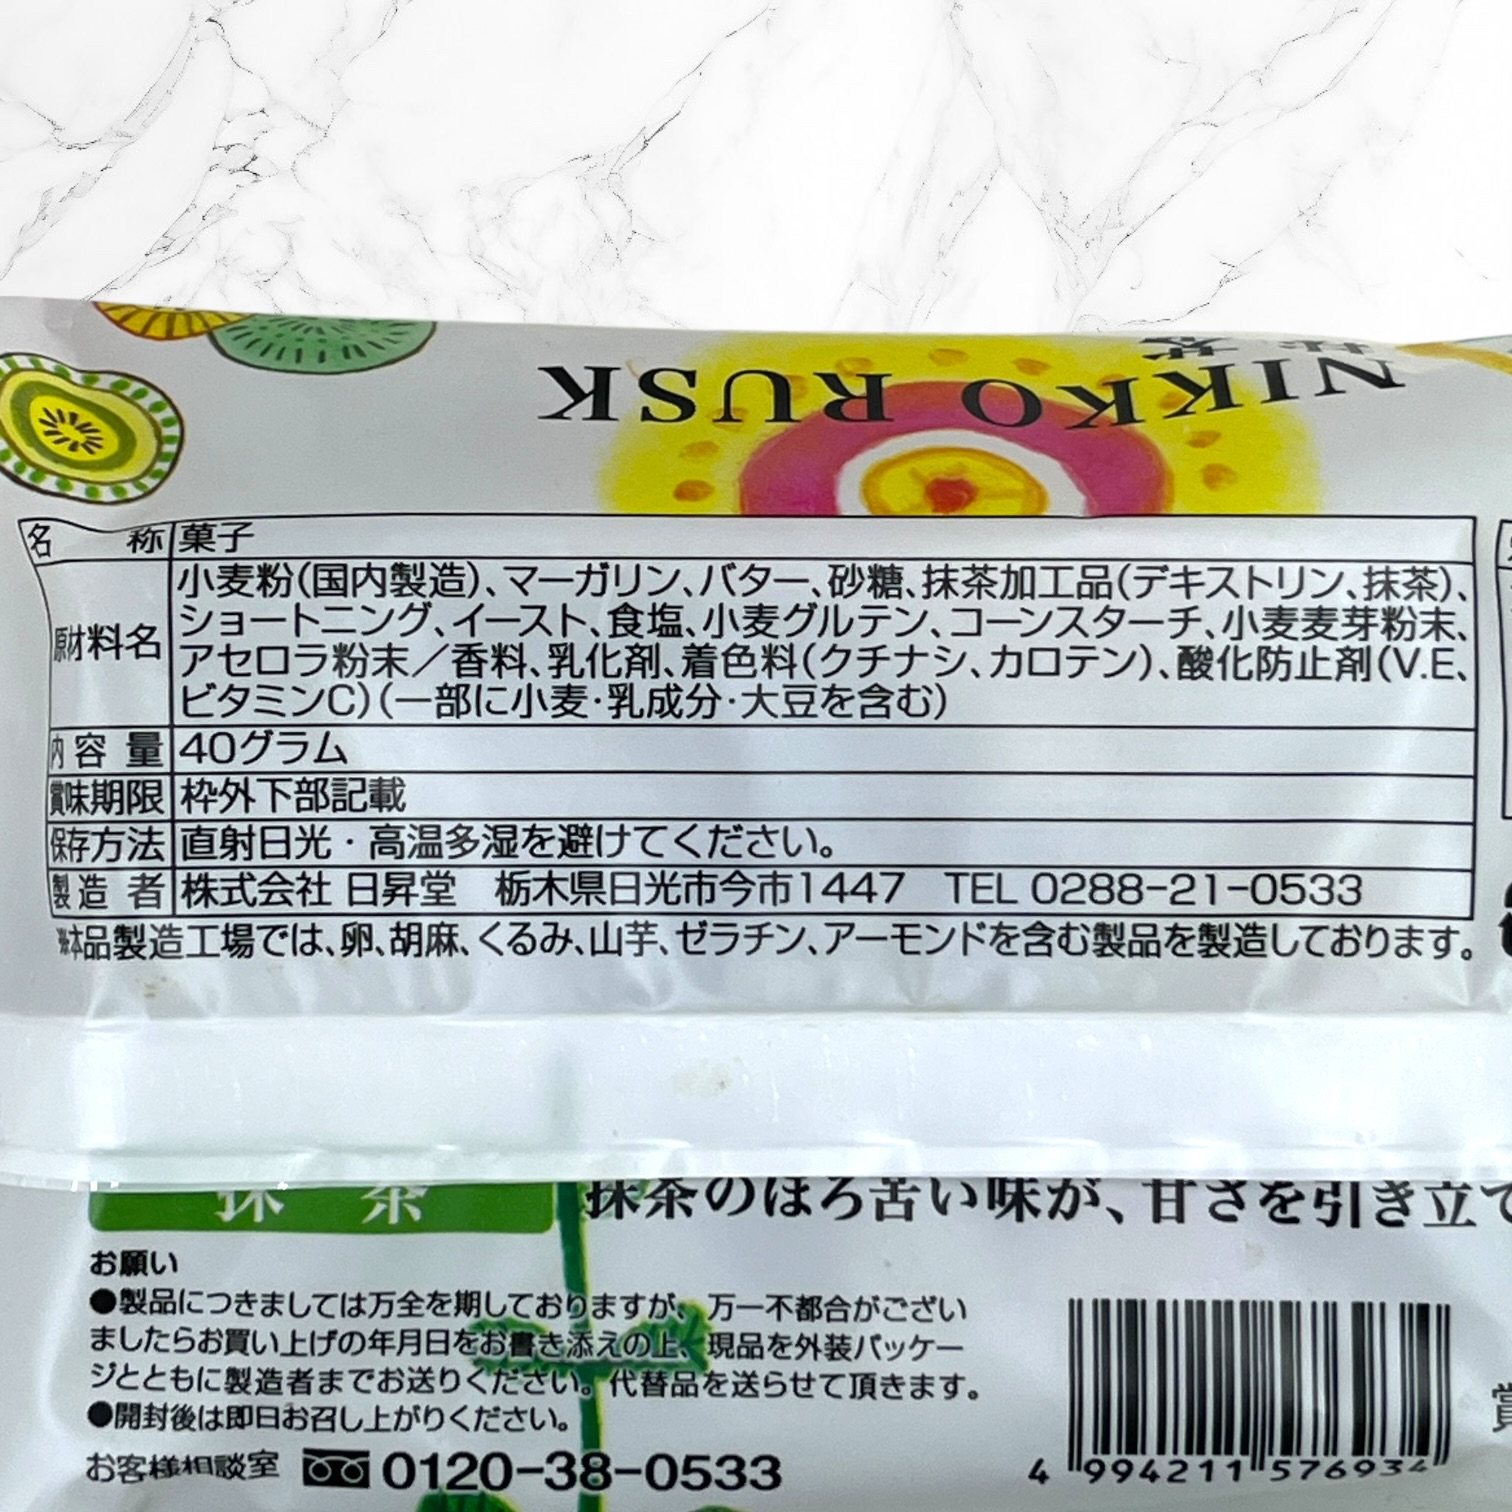 抹茶
NIKKO RUSK
名 称 菓子
原材料名 小麦粉(国内製造)、マーガリン、バター、砂糖、抹茶加工品(デキストリン、抹茶)、
ショートニング、イースト、食塩、小麦グルテン、コーンスターチ、小麦麦芽粉末、
アセロラ粉末/香料、乳化剤、着色料(クチナシ、カロテン)、酸化防止剤(V.E、
ビタミンC)(一部に小麦・乳成分・大豆を含む)
内容量 40グラム
賞味期限 枠外下部記載
保存方法 直射日光・高温多湿を避けてください。
製造者 株式会社 日昇堂 栃木県日光市今市1447 TEL 0288-21-0533
※本品製造工場では、卵、胡麻、くるみ、山芋、ゼラチン、アーモンドを含む製品を製造しております。
抹茶
抹茶のほろ苦い味が、甘さを引き立て
お願い
●製品につきましては万全を期しておりますが、万一不都合がござい
ましたらお買い上げの年月日をお書き添えの上、現品を外装パッケー
ジとともに製造者までお送りください。代替品を送らせて頂きます。
●開封後は即日お召し上がりください。
お客様相談室 0120-38-0533
4 994211 576934